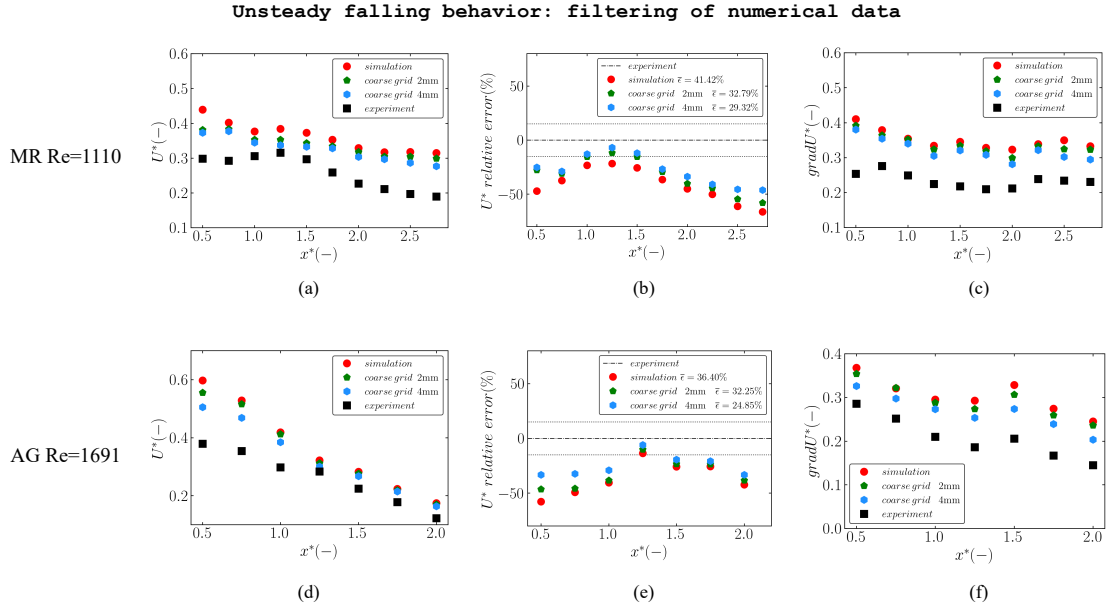 Unsteady falling behavior: filtering of numerical data
MR Re=1110
0.6
0.5
0.4
0.3
0.2
0.1
U*(−)
simulation
coarse grid 2mm
coarse grid 4mm
experiment
0.5 1.0 1.5 2.0 2.5
x*(−)
(a)
50
0
−50
U* relative error(%)
experiment
simulation ε̅ = 41.42%
coarse grid 2mm ε̅ = 32.79%
coarse grid 4mm ε̅ = 29.32%
0.5 1.0 1.5 2.0 2.5
x*(−)
(b)
0.6
0.5
0.4
0.3
0.2
0.1
gradU*(−)
simulation
coarse grid 2mm
coarse grid 4mm
experiment
0.5 1.0 1.5 2.0 2.5
x*(−)
(c)
AG Re=1691
0.6
0.4
0.2
U*(−)
simulation
coarse grid 2mm
coarse grid 4mm
experiment
0.5 1.0 1.5 2.0
x*(−)
(d)
50
0
−50
U* relative error(%)
experiment
simulation ε̅ = 36.40%
coarse grid 2mm ε̅ = 32.25%
coarse grid 4mm ε̅ = 24.85%
0.5 1.0 1.5 2.0
x*(−)
(e)
0.4
0.3
0.2
0.1
0.0
gradU*(−)
simulation
coarse grid 2mm
coarse grid 4mm
experiment
0.5 1.0 1.5 2.0
x*(−)
(f)